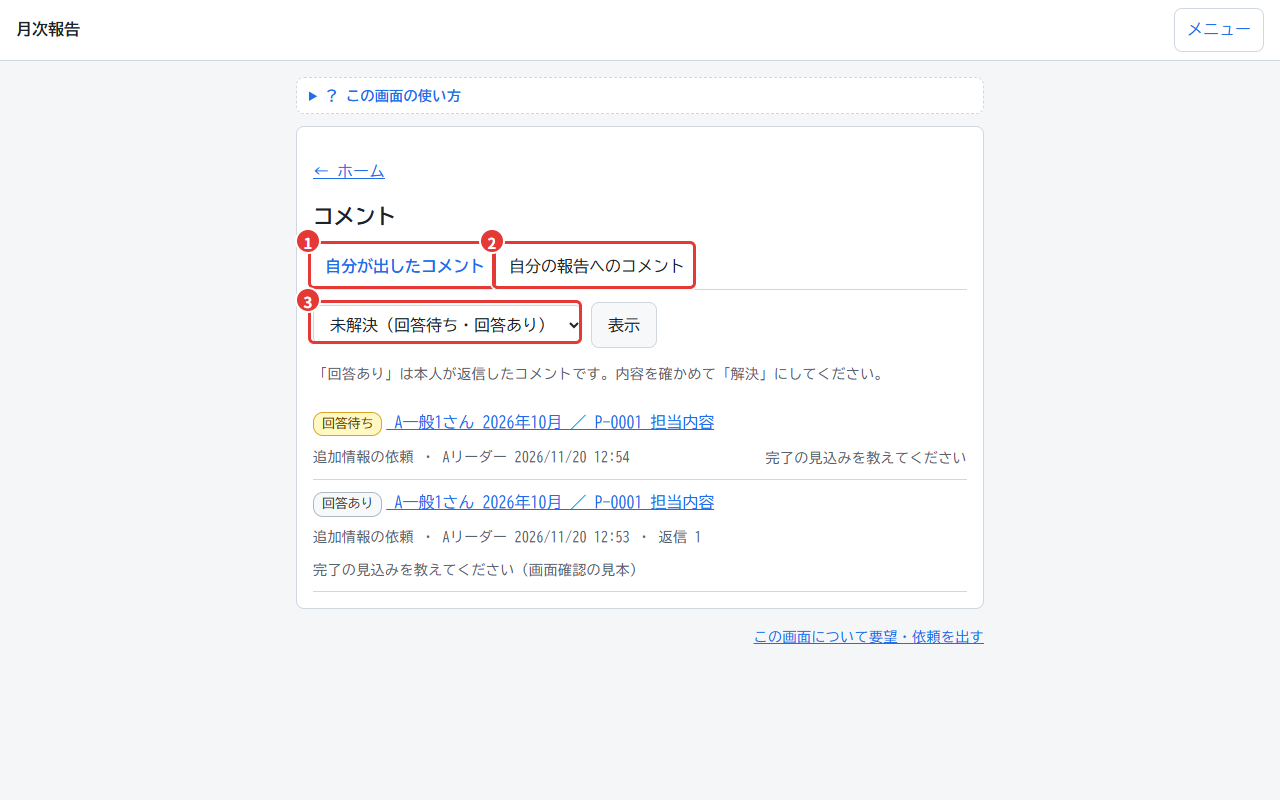 月次報告
メニュー
▶ ? この画面の使い方
← ホーム
コメント
1 自分が出したコメント 2 自分の報告へのコメント
3 未解決（回答待ち・回答あり） 表示
「回答あり」は本人が返信したコメントです。内容を確かめて「解決」にしてください。
回答待ち A一般1さん 2026年10月 ／ P-0001 担当内容
追加情報の依頼 ・ Aリーダー 2026/11/20 12:54 完了の見込みを教えてください
回答あり A一般1さん 2026年10月 ／ P-0001 担当内容
追加情報の依頼 ・ Aリーダー 2026/11/20 12:53 ・ 返信 1
完了の見込みを教えてください（画面確認の見本）
この画面について要望・依頼を出す